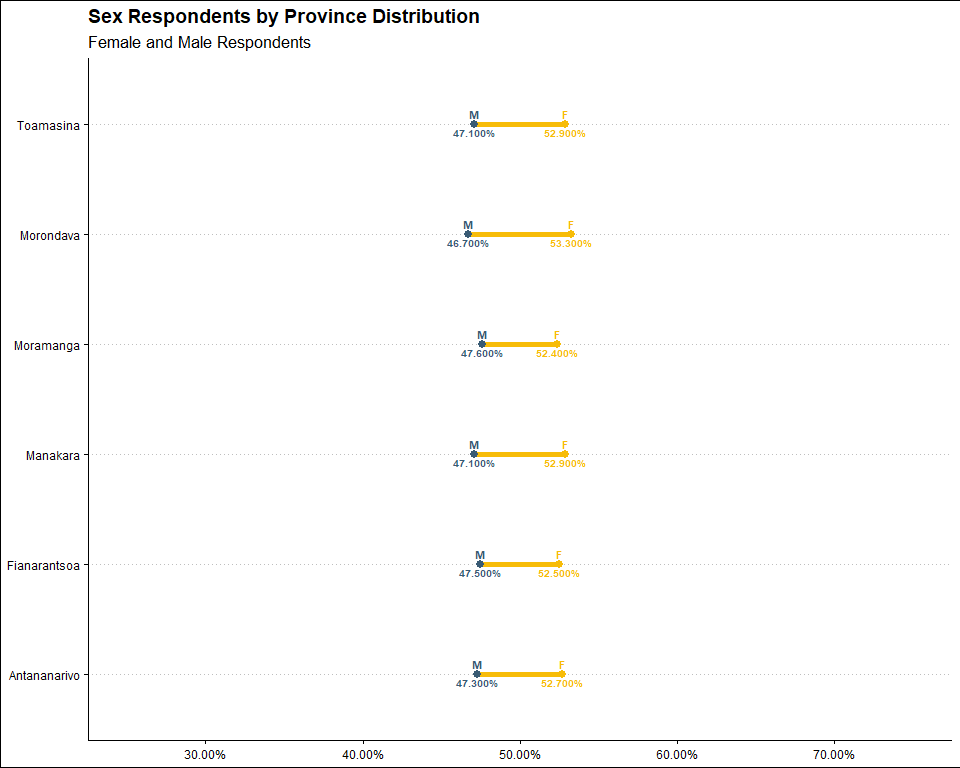 Sex Respondents by Province Distribution
Female and Male Respondents
Toamasina
M F
47.100% 52.900%
Morondava
M F
46.700% 53.300%
Moramanga
M F
47.600% 52.400%
Manakara
M F
47.100% 52.900%
Fianarantsoa
M F
47.500% 52.500%
Antananarivo
M F
47.300% 52.700%
30.00% 40.00% 50.00% 60.00% 70.00%